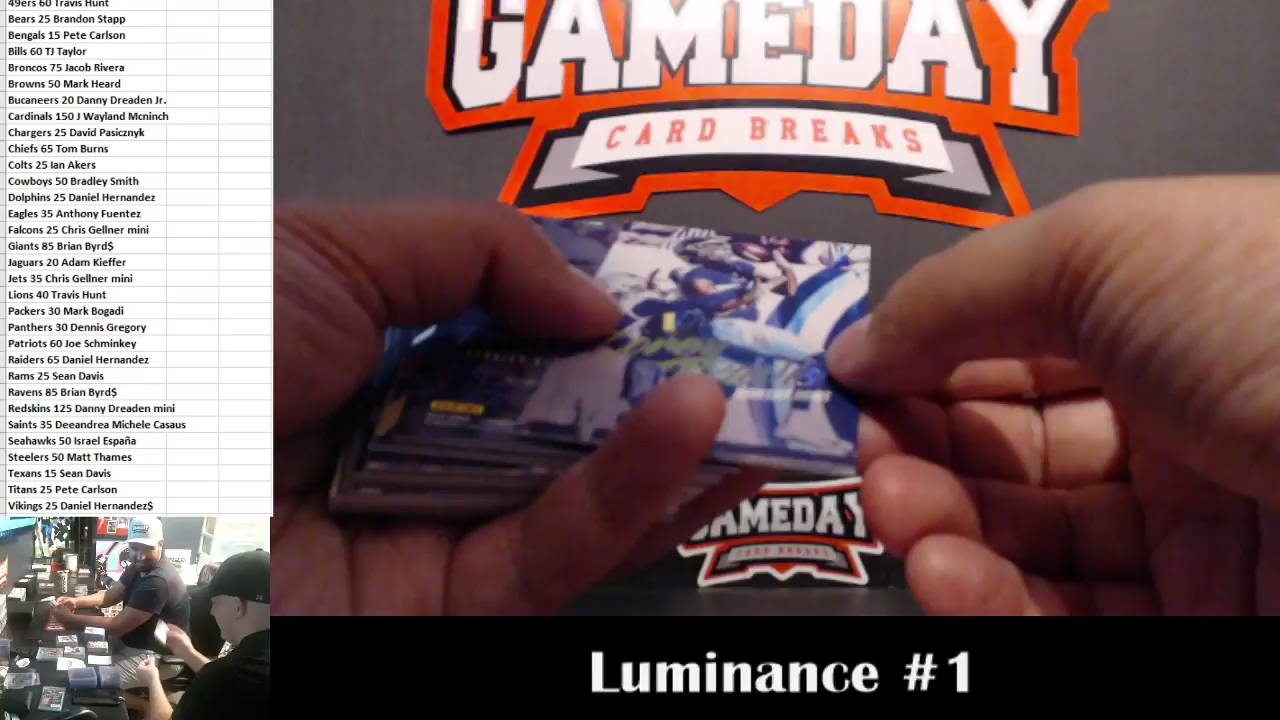 49ers 60 Travis Hunt
Bears 25 Brandon Stapp
Bengals 15 Pete Carlson
Bills 60 TJ Taylor
Broncos 75 Jacob Rivera
Browns 50 Mark Heard
Bucaneers 20 Danny Dreaden Jr.
Cardinals 150 J Wayland Mcninch
Chargers 25 David Pasicznyk
Chiefs 65 Tom Burns
Colts 25 Ian Akers
Cowboys 50 Bradley Smith
Dolphins 25 Daniel Hernandez
Eagles 35 Anthony Fuentez
Falcons 25 Chris Gellner mini
Giants 85 Brian Byrd$
Jaguars 20 Adam Kieffer
Jets 35 Chris Gellner mini
Lions 40 Travis Hunt
Packers 30 Mark Bogadi
Panthers 30 Dennis Gregory
Patriots 60 Joe Schminkey
Raiders 65 Daniel Hernandez
Rams 25 Sean Davis
Ravens 85 Brian Byrd$
Redskins 125 Danny Dreaden mini
Saints 35 Deeandrea Michele Casaus
Seahawks 50 Israel España
Steelers 50 Matt Thames
Texans 15 Sean Davis
Titans 25 Pete Carlson
Vikings 25 Daniel Hernandez$
GAMEDAY
CARD BREAKS
GAMEDAY
CARD BREAKS
Luminance #1